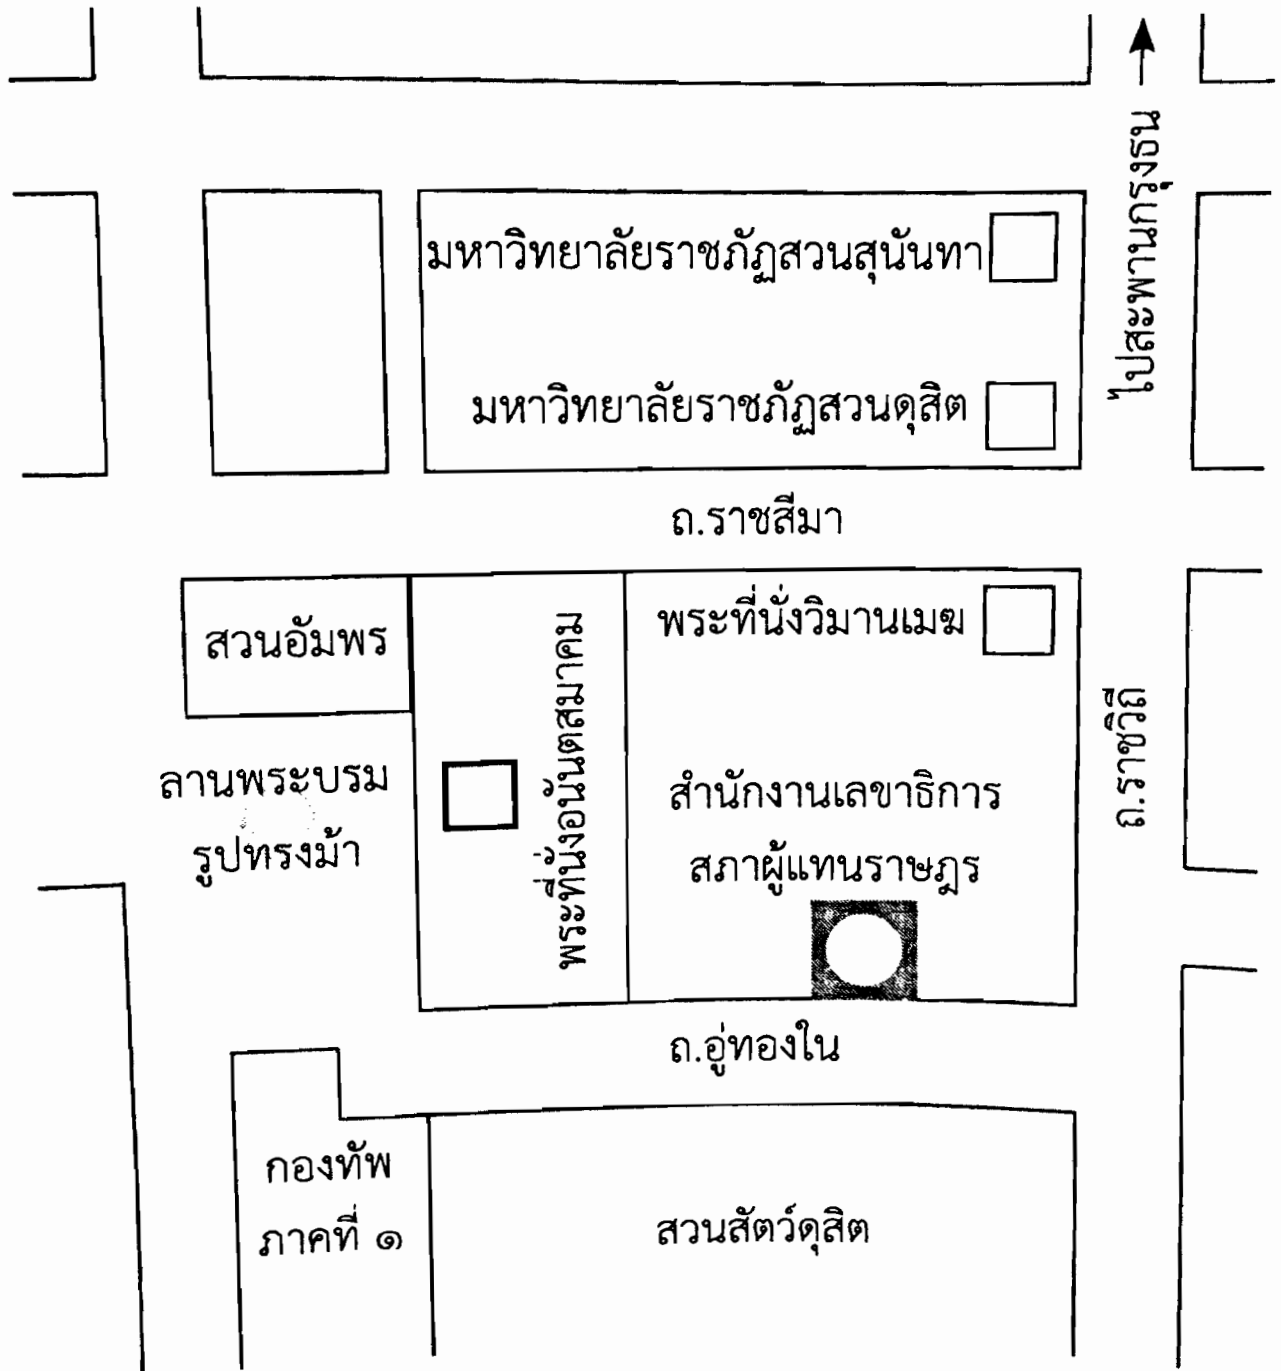 ไปสะพานกรุงธน
มหาวิทยาลัยราชภัฏสวนสุนันทา
มหาวิทยาลัยราชภัฏสวนดุสิต
ถ.ราชสีมา
สวนอัมพร
พระที่นั่งอนันตสมาคม
พระที่นั่งวิมานเมฆ
ถ.ราชวิถี
ลานพระบรม
รูปทรงม้า
สำนักงานเลขาธิการ
สภาผู้แทนราษฎร
ถ.อู่ทองใน
กองทัพ
ภาคที่ ๑
สวนสัตว์ดุสิต